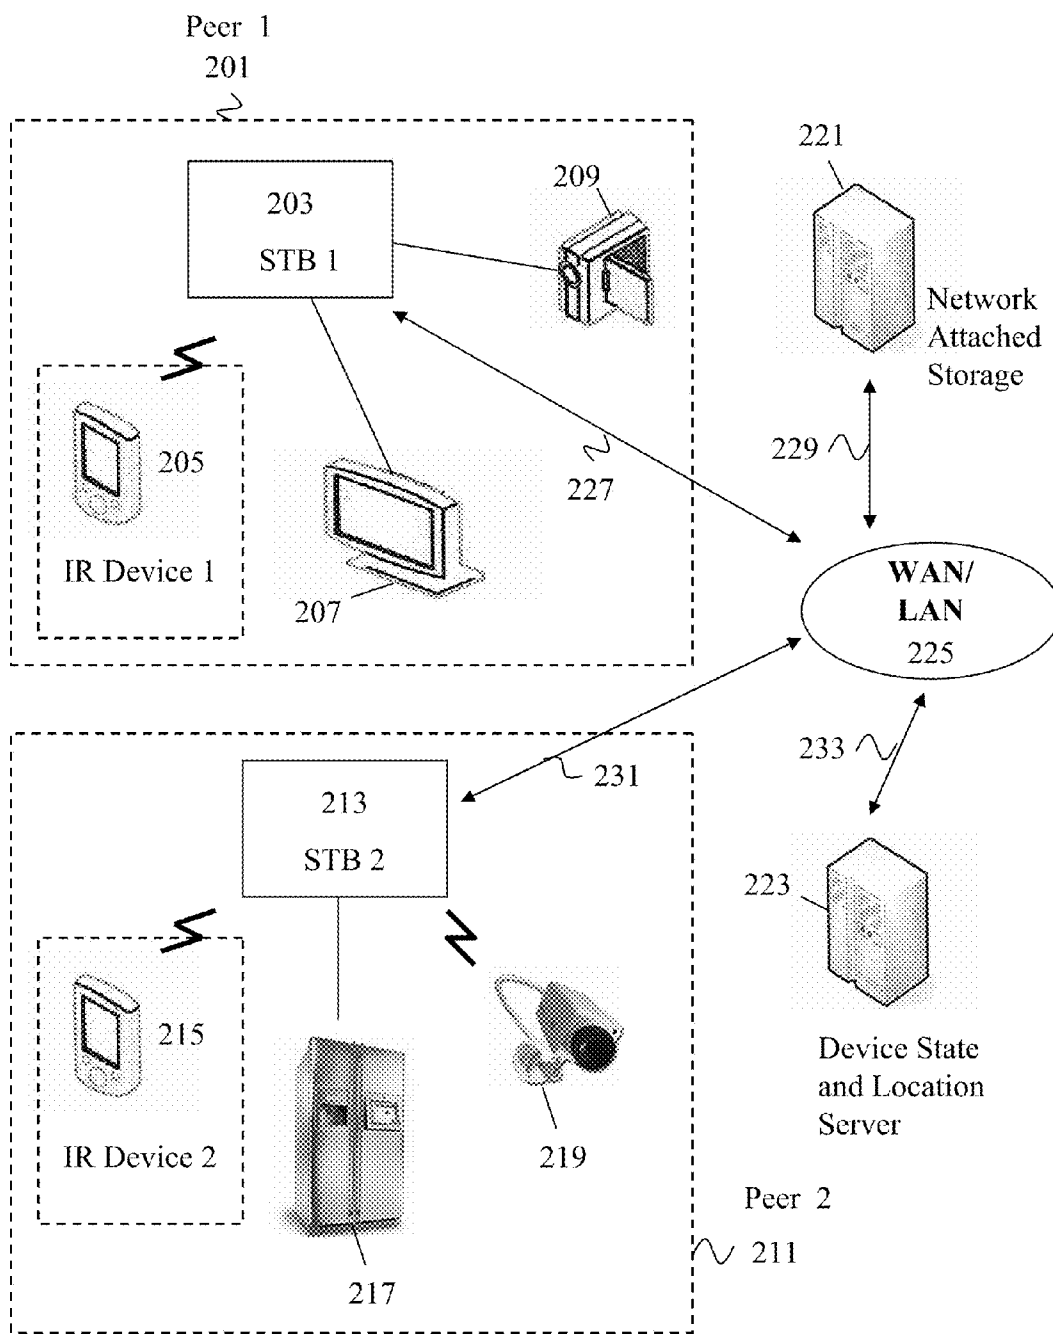 Peer 1
201
203
STB 1
209
221
Network
Attached
Storage
205
IR Device 1
207
227
229
WAN/
LAN
225
213
STB 2
231
233
223
215
IR Device 2
219
217
Device State
and Location
Server
Peer 2
211